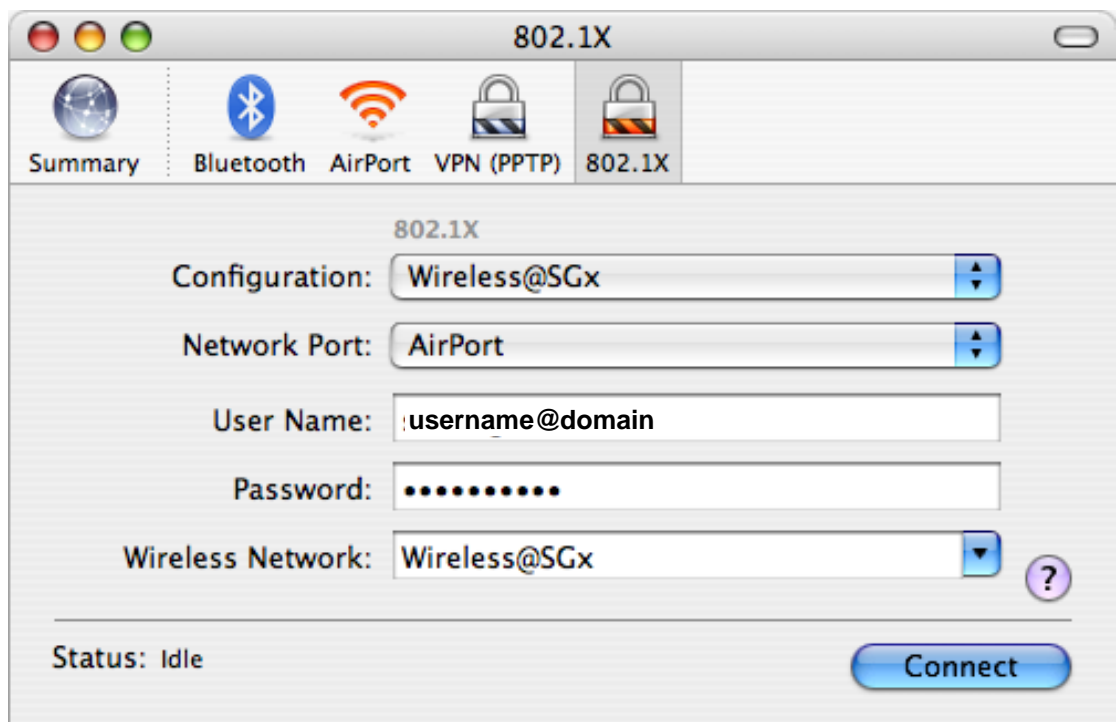 802.1X
Summary Bluetooth AirPort VPN (PPTP) 802.1X
802.1X
Configuration: Wireless@SGx
Network Port: AirPort
User Name: username@domain
Password: ••••••••••
Wireless Network: Wireless@SGx
?
Status: Idle
Connect